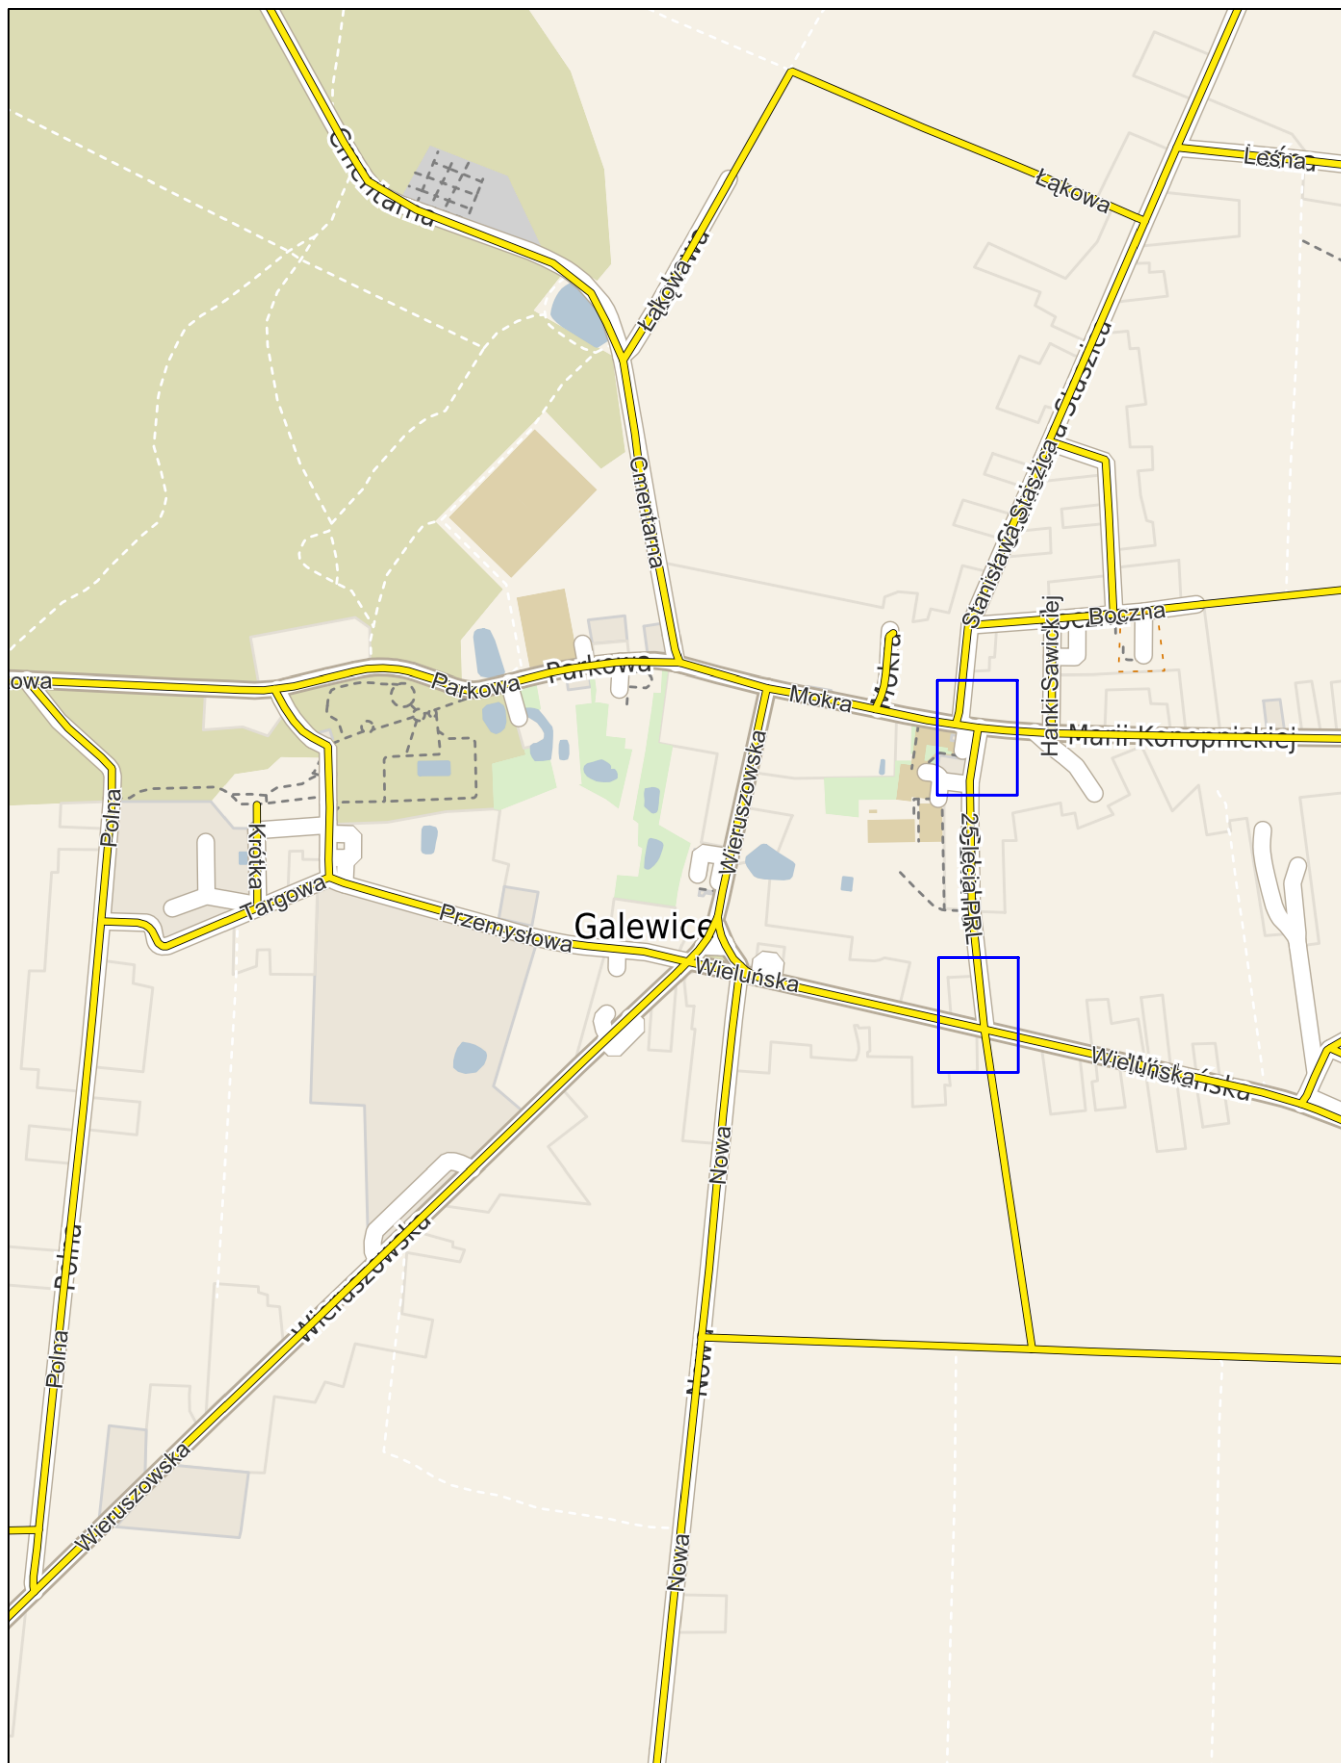 Cmentarna
Leśna
Łąkowa
Łąkowa
Stanisława Staszica
Cmentarna
Boczna
Hanki Sawickiej
Parkowa
Parkowa
owa
Mokra
Mokra
Marii Konopnickiej
Wieruszowska
Polna
Krótka
25-lecia PRL
Targowa
Przemysłowa
Galewice
Wieluńska
Wieluńska
Nowa
Polna
Wieruszowska
Polna
Nowa
Wieruszowska
Nowa